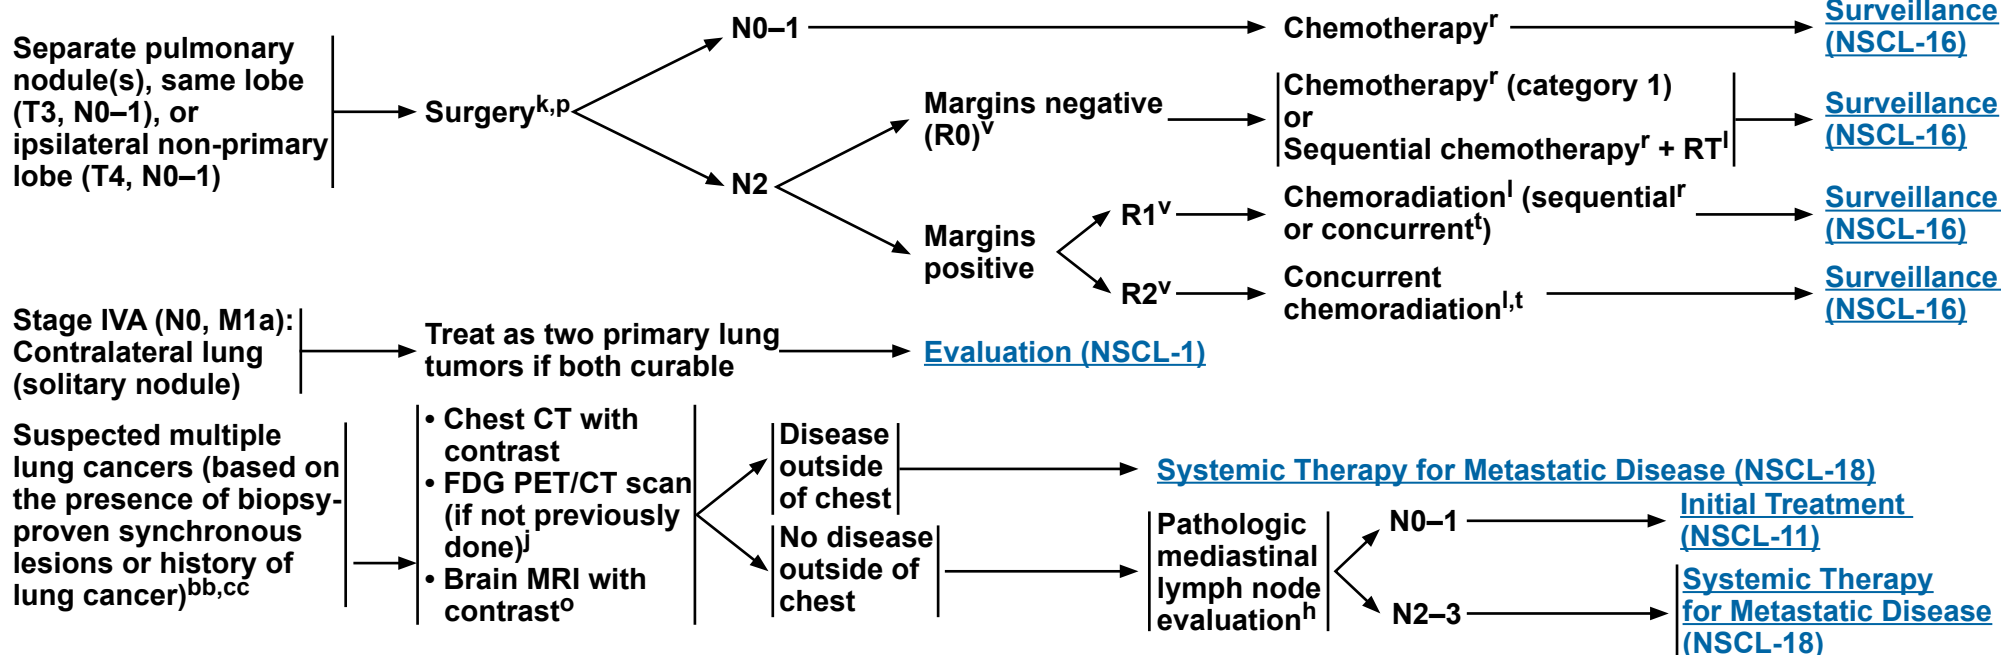 Separate pulmonary
nodule(s), same lobe
(T3, N0–1), or
ipsilateral non-primary
lobe (T4, N0–1)
Surgeryk,p
N0–1
Chemotherapyr
Surveillance
(NSCL-16)
N2
Margins negative
(R0)v
Chemotherapyr (category 1)
or
Sequential chemotherapyr + RTl
Surveillance
(NSCL-16)
Margins
positive
R1v
Chemoradiationl (sequentialr
or concurrentt)
Surveillance
(NSCL-16)
R2v
Concurrent
chemoradiationl,t
Surveillance
(NSCL-16)
Stage IVA (N0, M1a):
Contralateral lung
(solitary nodule)
Treat as two primary lung
tumors if both curable
Evaluation (NSCL-1)
Suspected multiple
lung cancers (based on
the presence of biopsy-
proven synchronous
lesions or history of
lung cancer)bb,cc
• Chest CT with
contrast
• FDG PET/CT scan
(if not previously
done)j
• Brain MRI with
contrasto
Disease
outside
of chest
Systemic Therapy for Metastatic Disease (NSCL-18)
No disease
outside of
chest
Pathologic
mediastinal
lymph node
evaluationh
N0–1
Initial Treatment
(NSCL-11)
N2–3
Systemic Therapy
for Metastatic Disease
(NSCL-18)